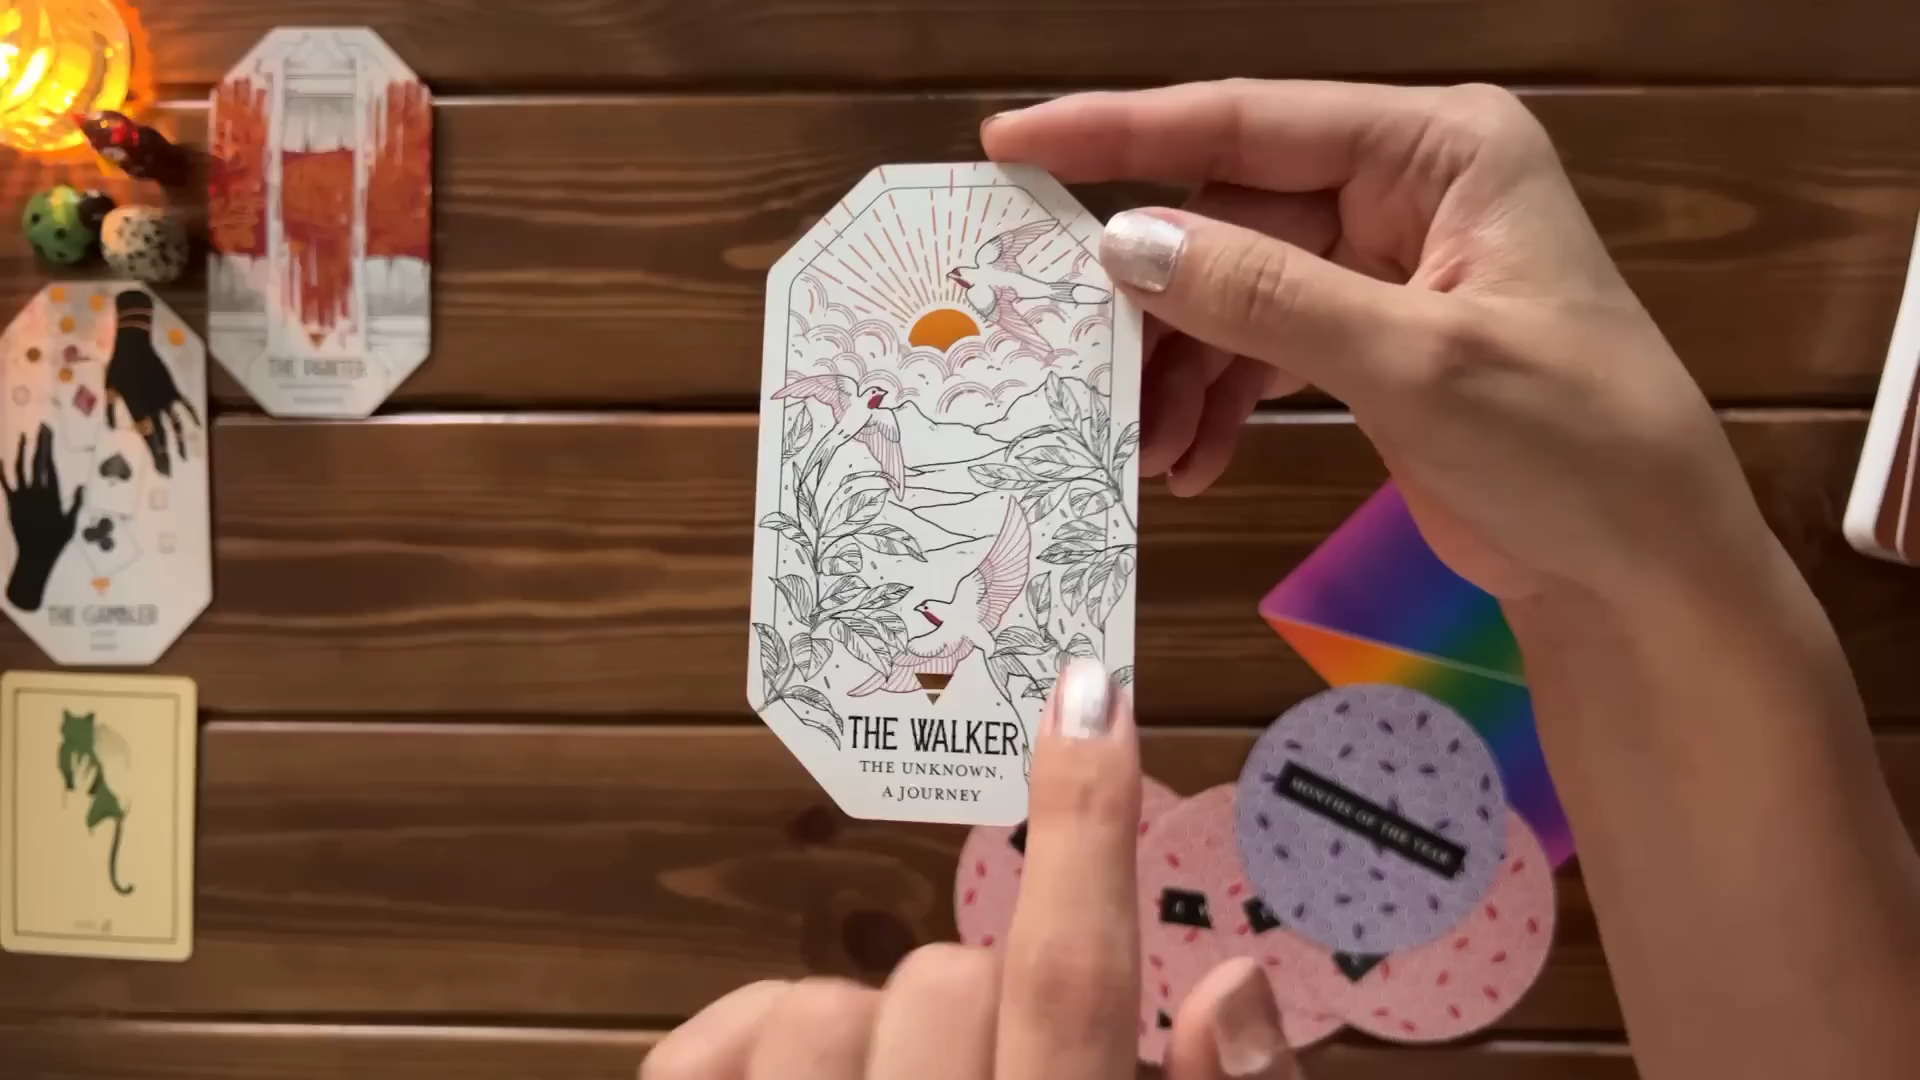 THE PAINTER
THE GAMBLER
THE WALKER
THE UNKNOWN,
A JOURNEY
MONTHS OF THE YEAR